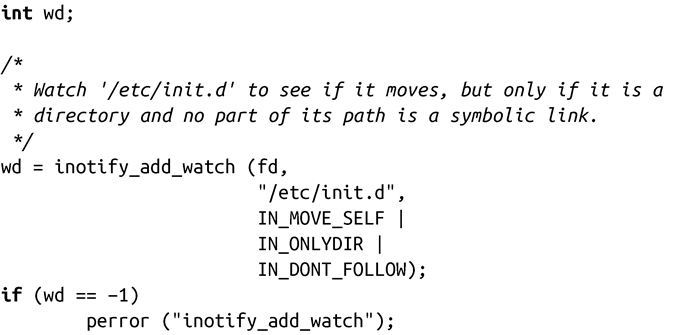 int wd;

/*
 * Watch '/etc/init.d' to see if it moves, but only if it is a
 * directory and no part of its path is a symbolic link.
 */
wd = inotify_add_watch (fd,
                        "/etc/init.d",
                        IN_MOVE_SELF |
                        IN_ONLYDIR |
                        IN_DONT_FOLLOW);
if (wd == −1)
        perror ("inotify_add_watch");